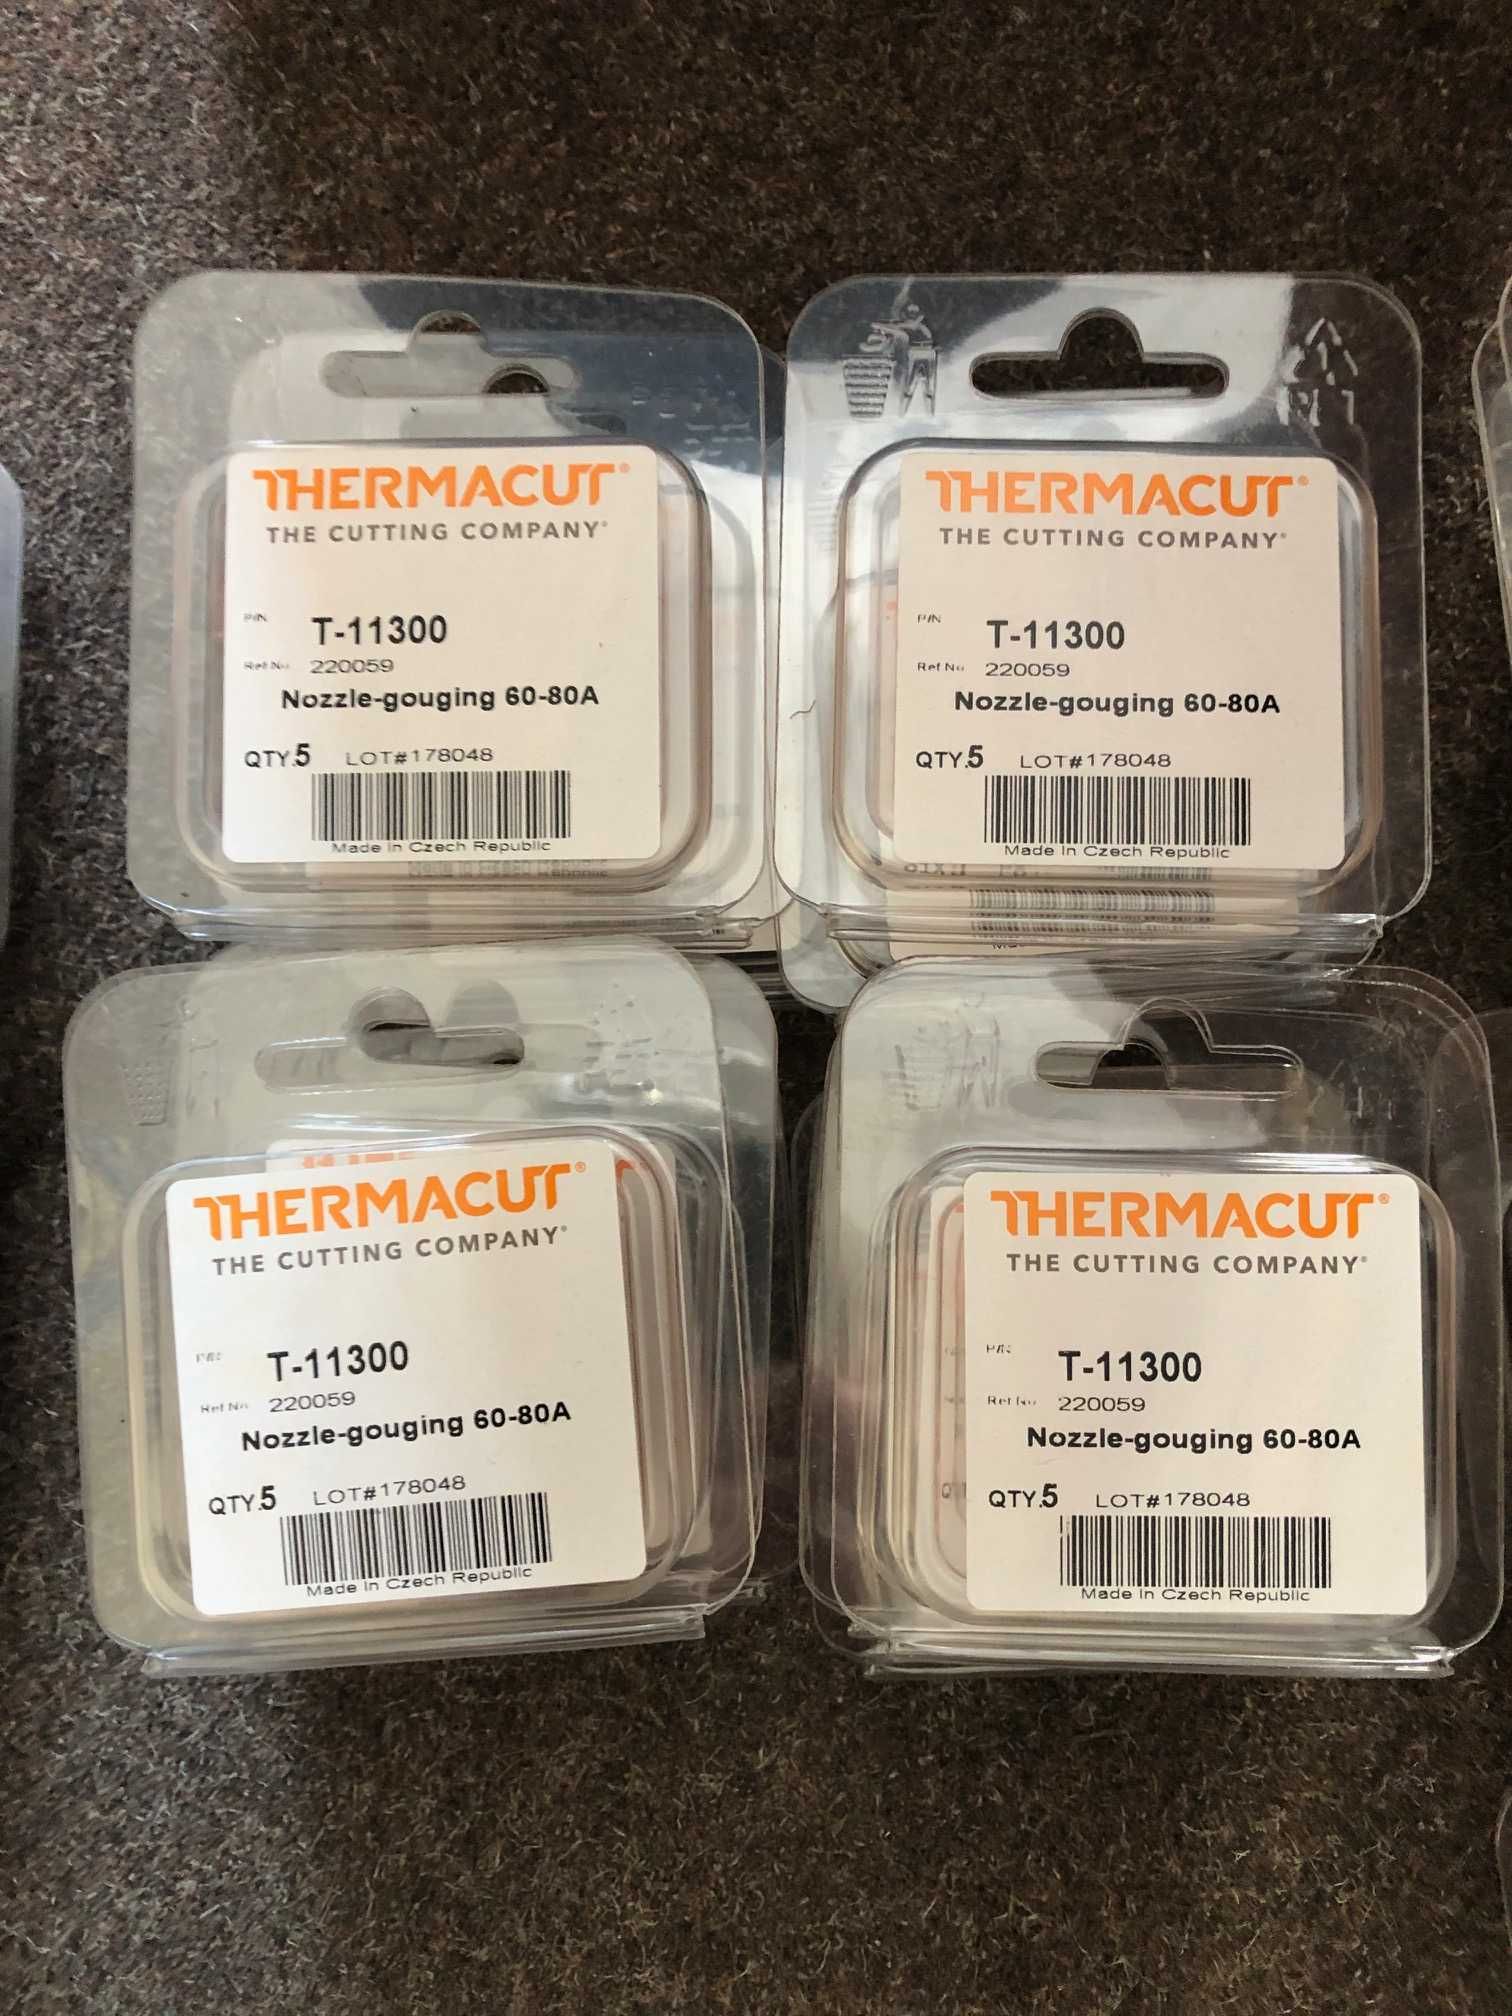 THERMACUT®
THE CUTTING COMPANY®
P/N T-11300
Ref No. 220059
Nozzle-gouging 60-80A
QTY.5 LOT#178048
Made In Czech Republic
THERMACUT®
THE CUTTING COMPANY®
P/N T-11300
Ref No. 220059
Nozzle-gouging 60-80A
QTY.5 LOT#178048
Made In Czech Republic
THERMACUT®
THE CUTTING COMPANY®
P/N T-11300
Ref No. 220059
Nozzle-gouging 60-80A
QTY.5 LOT#178048
Made In Czech Republic
THERMACUT®
THE CUTTING COMPANY®
P/N T-11300
Ref No. 220059
Nozzle-gouging 60-80A
QTY.5 LOT#178048
Made In Czech Republic